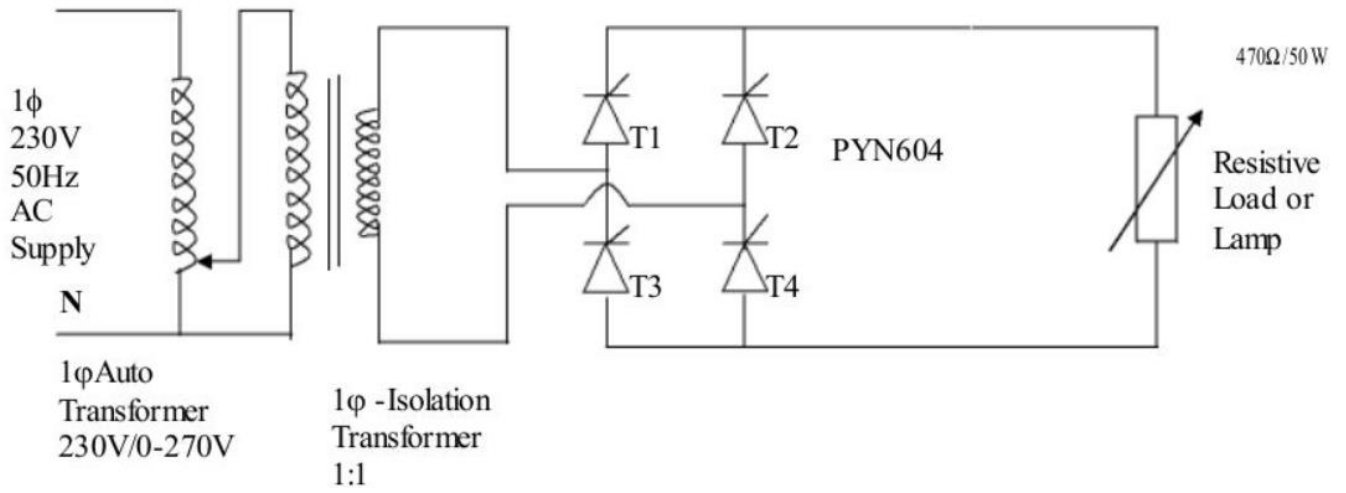 1ϕ
230V
50Hz
AC
Supply
N
1φAuto
Transformer
230V/0-270V
1φ -Isolation
Transformer
1:1
T1
T2
T3
T4
PYN604
470Ω/50 W
Resistive
Load or
Lamp